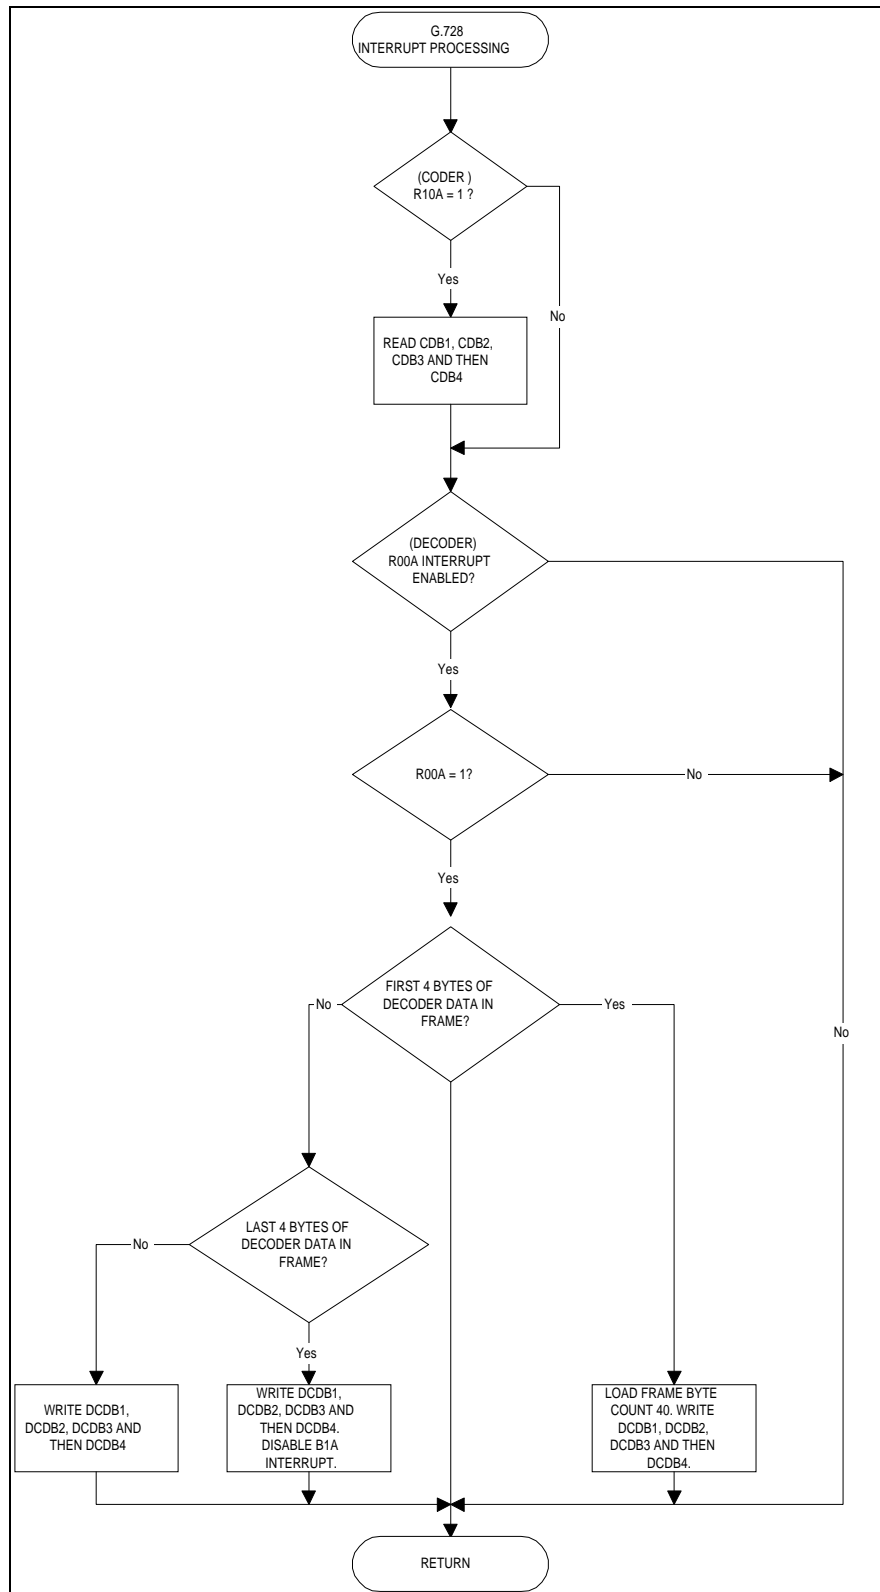 G.728
INTERRUPT PROCESSING
(CODER )
R10A = 1 ?
Yes
No
READ CDB1, CDB2,
CDB3 AND THEN
CDB4
(DECODER)
R00A INTERRUPT
ENABLED?
Yes
R00A = 1?
No
Yes
FIRST 4 BYTES OF
DECODER DATA IN
FRAME?
No
Yes
No
LAST 4 BYTES OF
DECODER DATA IN
FRAME?
No
Yes
WRITE DCDB1,
DCDB2, DCDB3 AND
THEN DCDB4
WRITE DCDB1,
DCDB2, DCDB3 AND
THEN DCDB4.
DISABLE B1A
INTERRUPT.
LOAD FRAME BYTE
COUNT 40. WRITE
DCDB1, DCDB2,
DCDB3 AND THEN
DCDB4.
RETURN